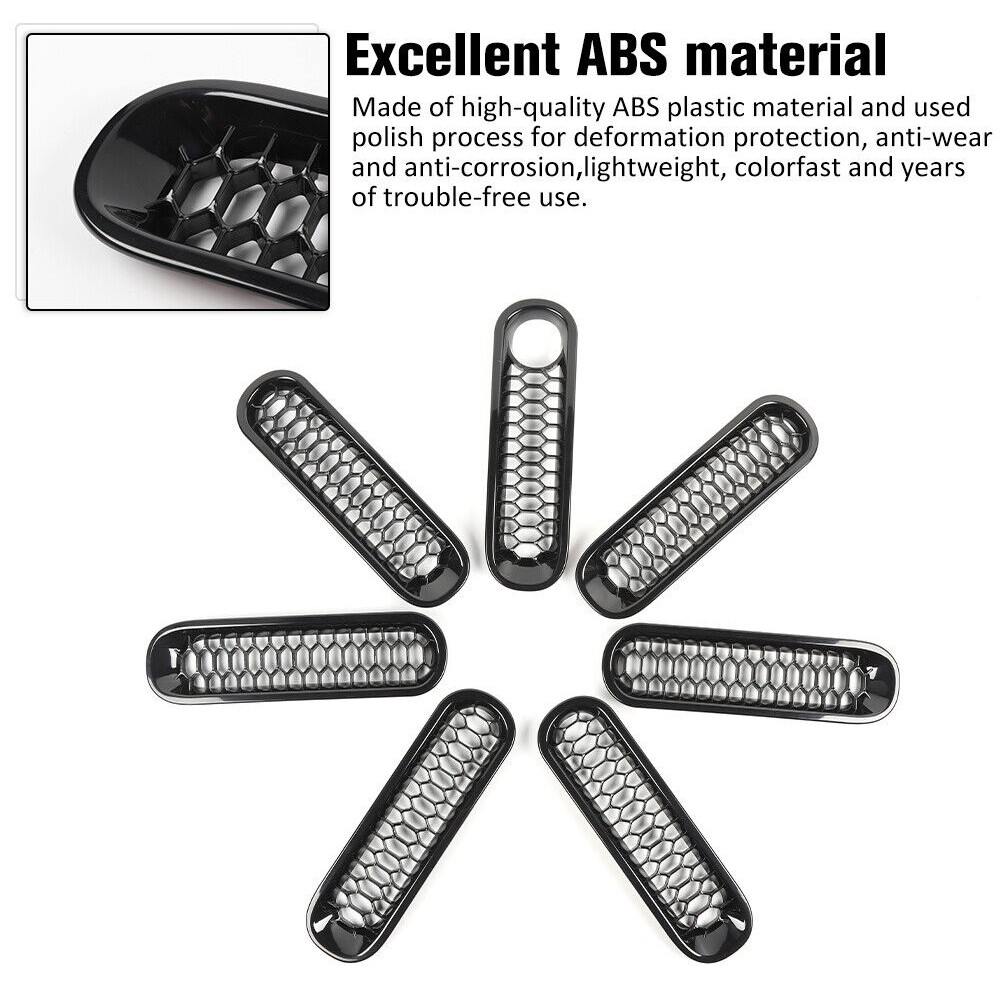 Excellent ABS material
Made of high-quality ABS plastic material and used
polish process for deformation protection, anti-wear
and anti-corrosion,lightweight, colorfast and years
of trouble-free use.